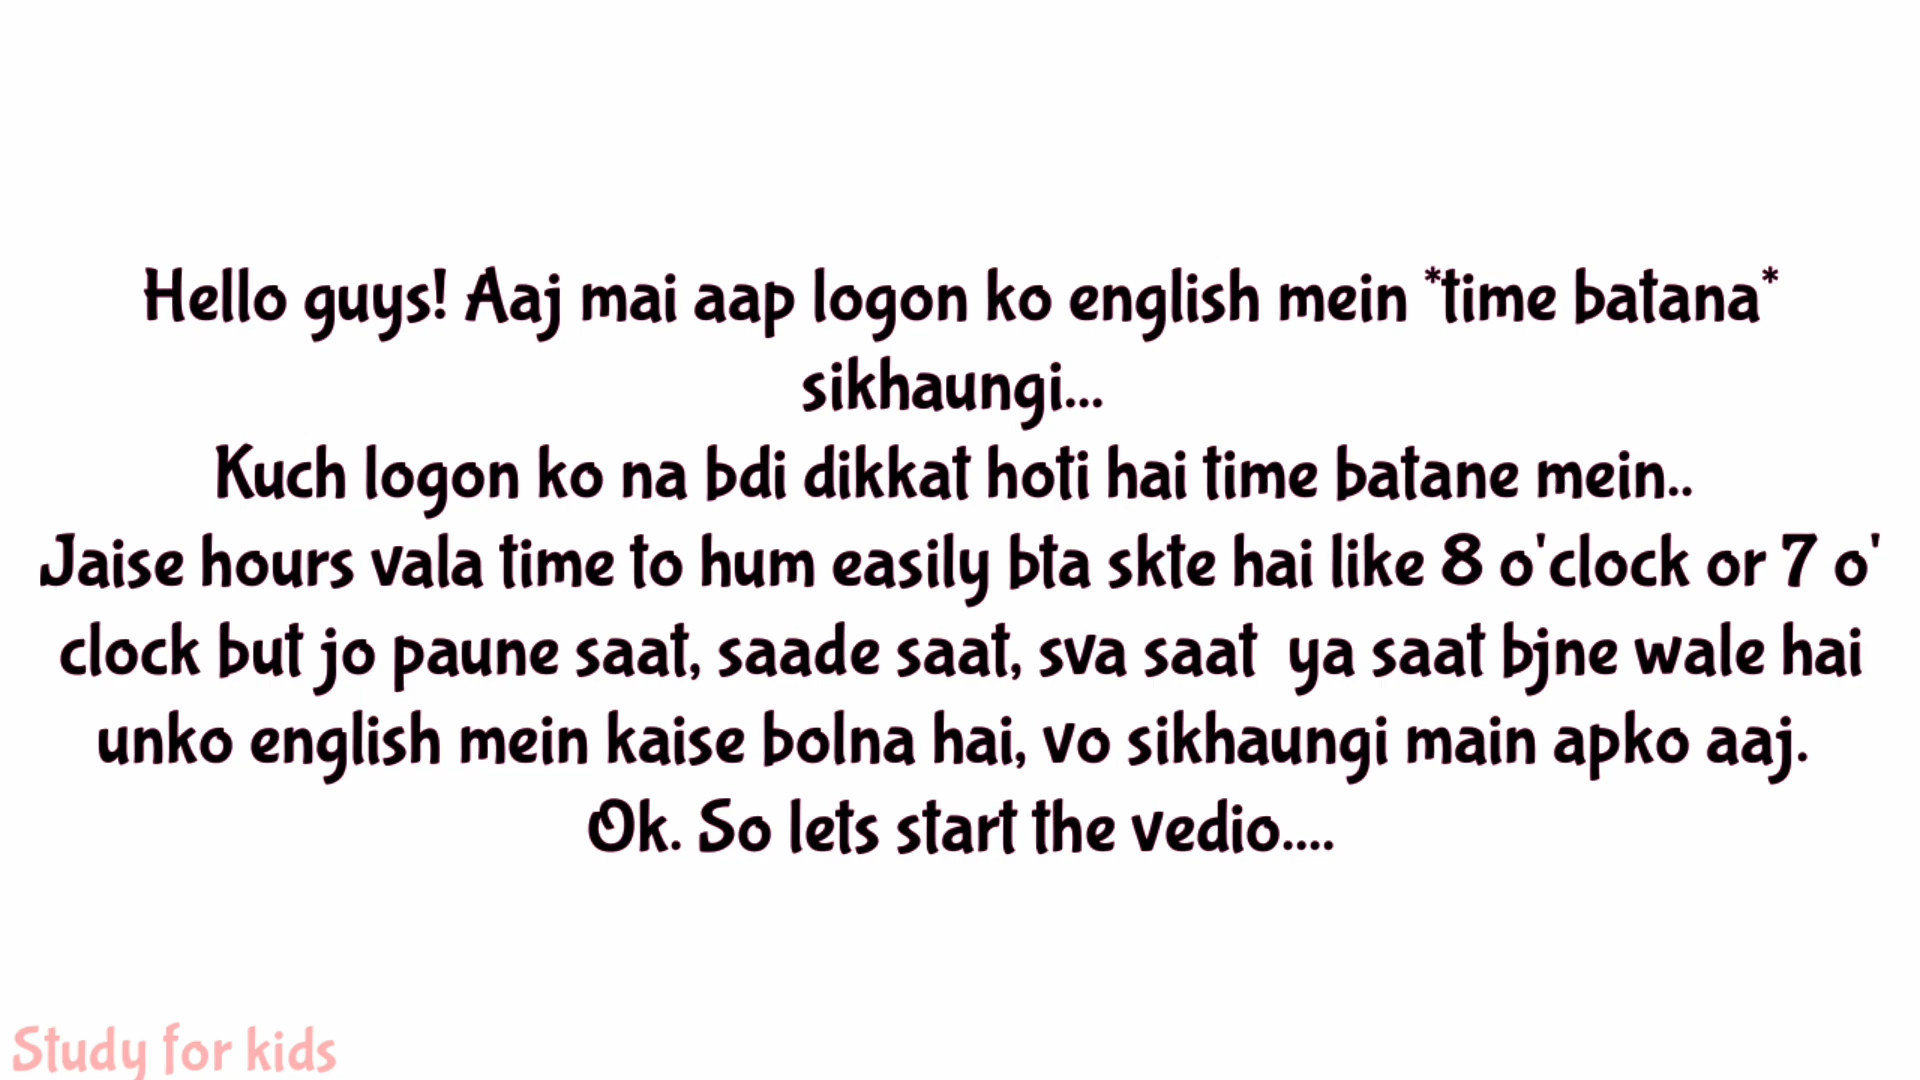 Hello guys! Aaj mai aap logon ko english mein *time batana*
sikhaungi...
Kuch logon ko na bdi dikkat hoti hai time batane mein..
Jaise hours vala time to hum easily bta skte hai like 8 o'clock or 7 o'
clock but jo paune saat, saade saat, sva saat  ya saat bjne wale hai
unko english mein kaise bolna hai, vo sikhaungi main apko aaj.
Ok. So lets start the vedio....
Study for kids